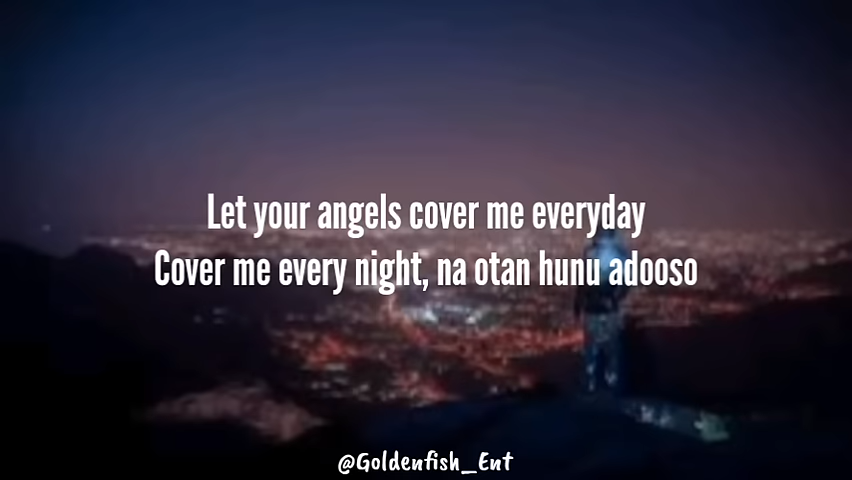 Let your angels cover me everyday
Cover me every night, na otan hunu adooso
@Goldenfish_Ent